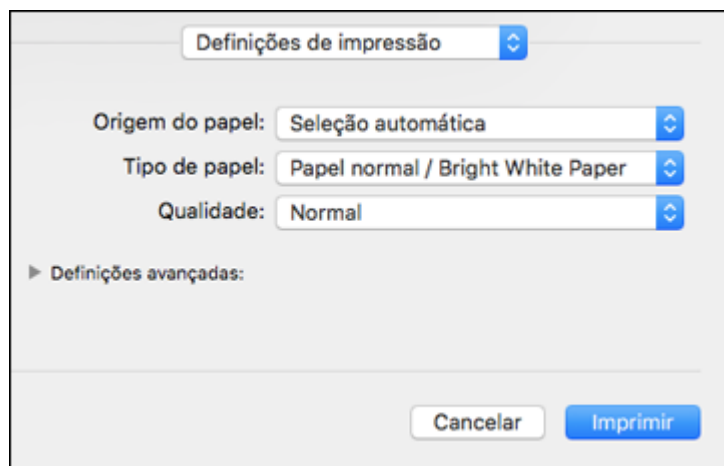 Definições de impressão
Origem do papel: Seleção automática
Tipo de papel: Papel normal / Bright White Paper
Qualidade: Normal
Definições avançadas:
Cancelar Imprimir